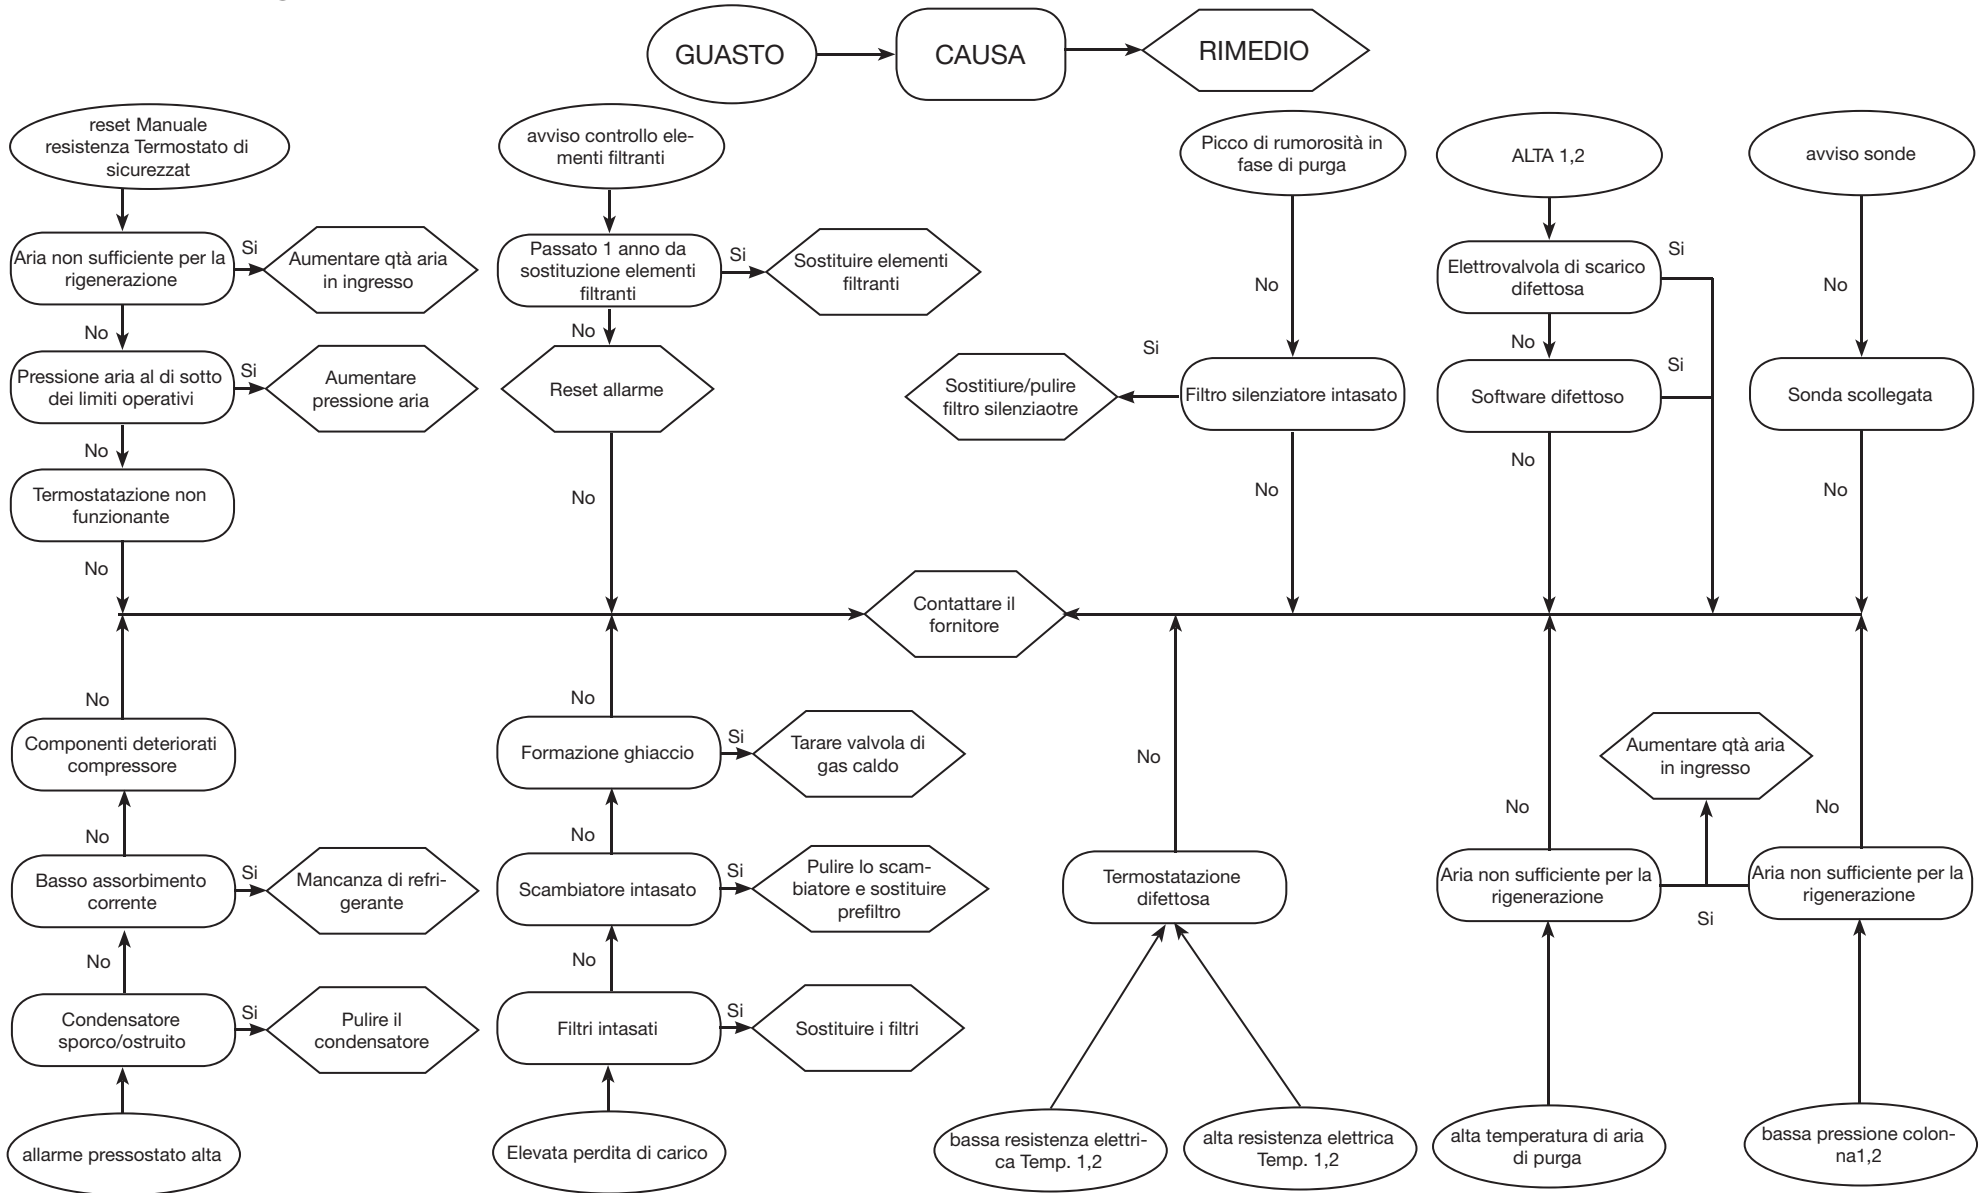 GUASTO
CAUSA
RIMEDIO
reset Manuale
resistenza Termostato di
sicurezzat
Aria non sufficiente per la
rigenerazione
Si
Aumentare qtà aria
in ingresso
No
Pressione aria al di sotto
dei limiti operativi
Si
Aumentare
pressione aria
No
Termostatazione non
funzionante
No
avviso controllo ele-
menti filtranti
Passato 1 anno da
sostituzione elementi
filtranti
Si
Sostituire elementi
filtranti
No
Reset allarme
No
Picco di rumorosità in
fase di purga
No
Si
Sostitiure/pulire
filtro silenziaotre
Filtro silenziatore intasato
No
ALTA 1,2
Elettrovalvola di scarico
difettosa
Si
No
Software difettoso
Si
No
avviso sonde
No
Sonda scollegata
No
Contattare il
fornitore
No
Componenti deteriorati
compressore
No
Basso assorbimento
corrente
Si
Mancanza di refri-
gerante
No
Condensatore
sporco/ostruito
Si
Pulire il
condensatore
allarme pressostato alta
No
Formazione ghiaccio
Si
Tarare valvola di
gas caldo
No
Scambiatore intasato
Si
Pulire lo scam-
biatore e sostituire
prefiltro
No
Filtri intasati
Si
Sostituire i filtri
Elevata perdita di carico
No
Termostatazione
difettosa
bassa resistenza elettri-
ca Temp. 1,2
alta resistenza elettrica
Temp. 1,2
No
Aria non sufficiente per la
rigenerazione
alta temperatura di aria
di purga
Aumentare qtà aria
in ingresso
Si
No
Aria non sufficiente per la
rigenerazione
bassa pressione colon-
na1,2